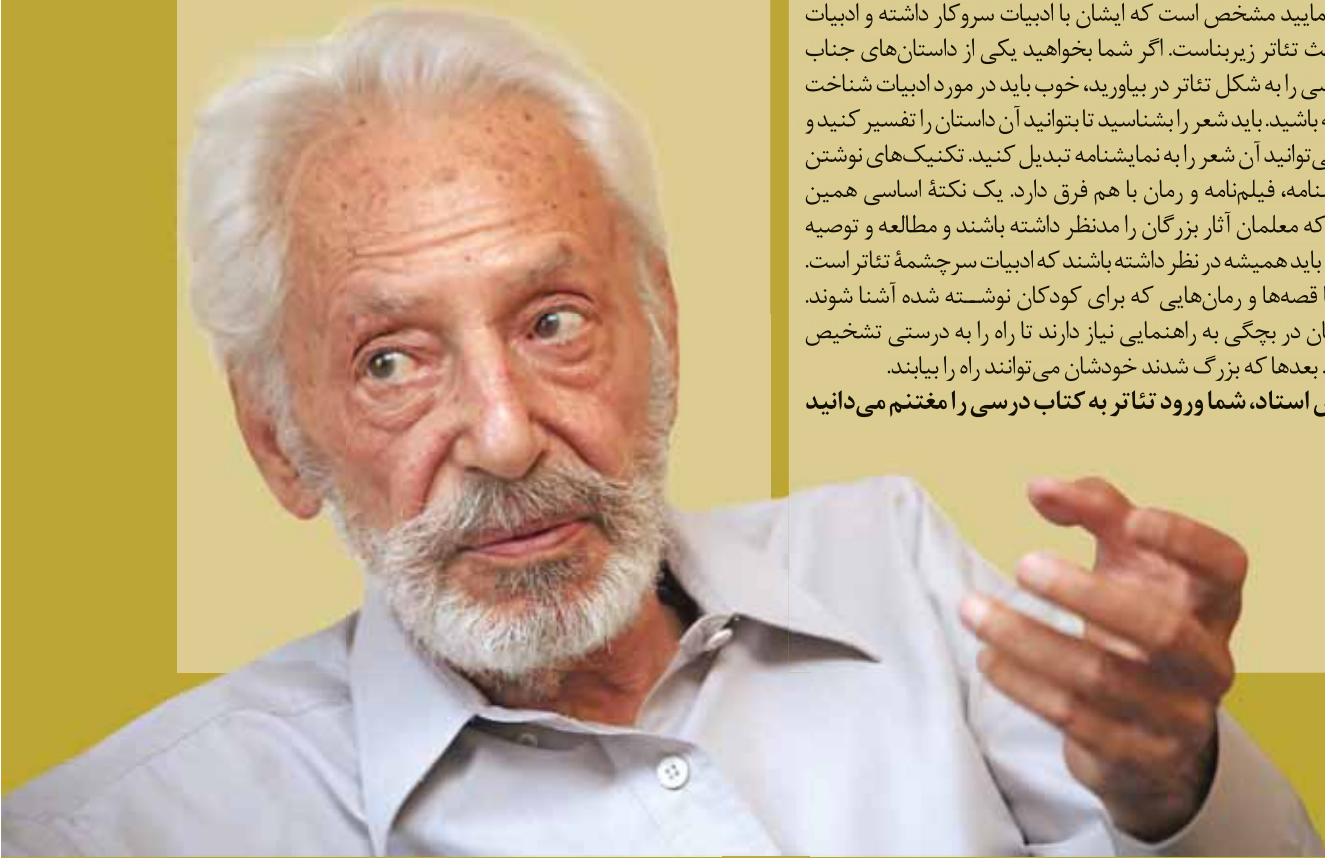 مایید مشخص است که ایشان با ادبیات سروکار داشته و ادبیات
تئاتر زیربناست. اگر شما بخواهید یکی از داستان‌های جناب
را به شکل تئاتر در بیاورید، خوب باید در مورد ادبیات شناخت
باشید. باید شعر را بشناسید تا بتوانید آن داستان را تفسیر کنید و
توانید آن شعر را به نمایشنامه تبدیل کنید. تکنیک‌های نوشتن
نامه، فیلم‌نامه و رمان با هم فرق دارد. یک نکتهٔ اساسی همین
که معلمان آثار بزرگان را مدنظر داشته باشند و مطالعه و توصیه
باید همیشه در نظر داشته باشند که ادبیات سرچشمهٔ تئاتر است.
قصه‌ها و رمان‌هایی که برای کودکان نوشته شده آشنا شوند.
ان در بچگی به راهنمایی نیاز دارند تا راه را به درستی تشخیص
. بعدها که بزرگ شدند خودشان می‌توانند راه را بیابند.
استاد، شما ورود تئاتر به کتاب درسی را مغتنم می‌دانید